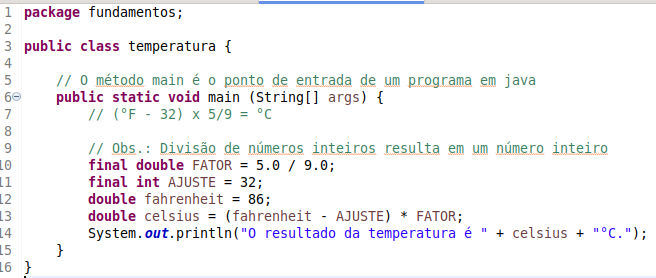 1 package fundamentos;
2
3 public class temperatura {
4
5 // O método main é o ponto de entrada de um programa em java
6 public static void main (String[] args) {
7 // (°F - 32) x 5/9 = °C
8
9 // Obs.: Divisão de números inteiros resulta em um número inteiro
10 final double FATOR = 5.0 / 9.0;
11 final int AJUSTE = 32;
12 double fahrenheit = 86;
13 double celsius = (fahrenheit - AJUSTE) * FATOR;
14 System.out.println("O resultado da temperatura é " + celsius + "°C.");
15 }
16 }